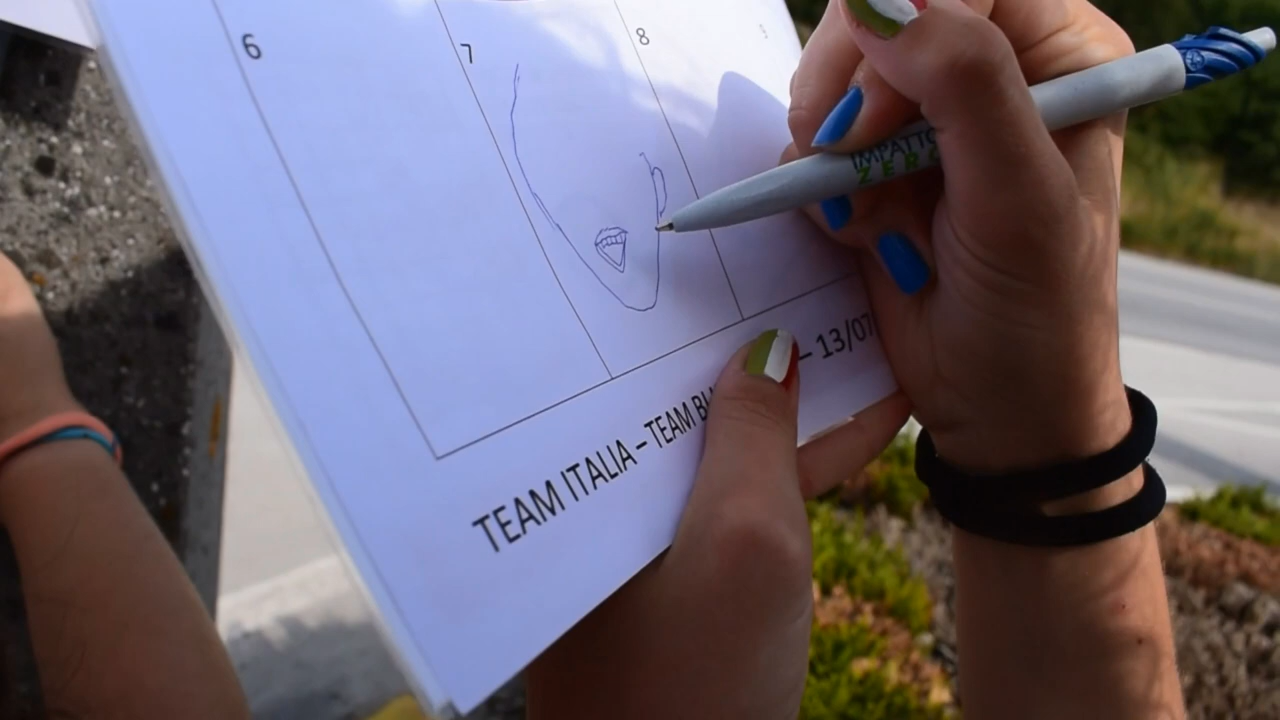 6
7
8
IMPATTO
ZERO
TEAM ITALIA – TEAM
– 13/07